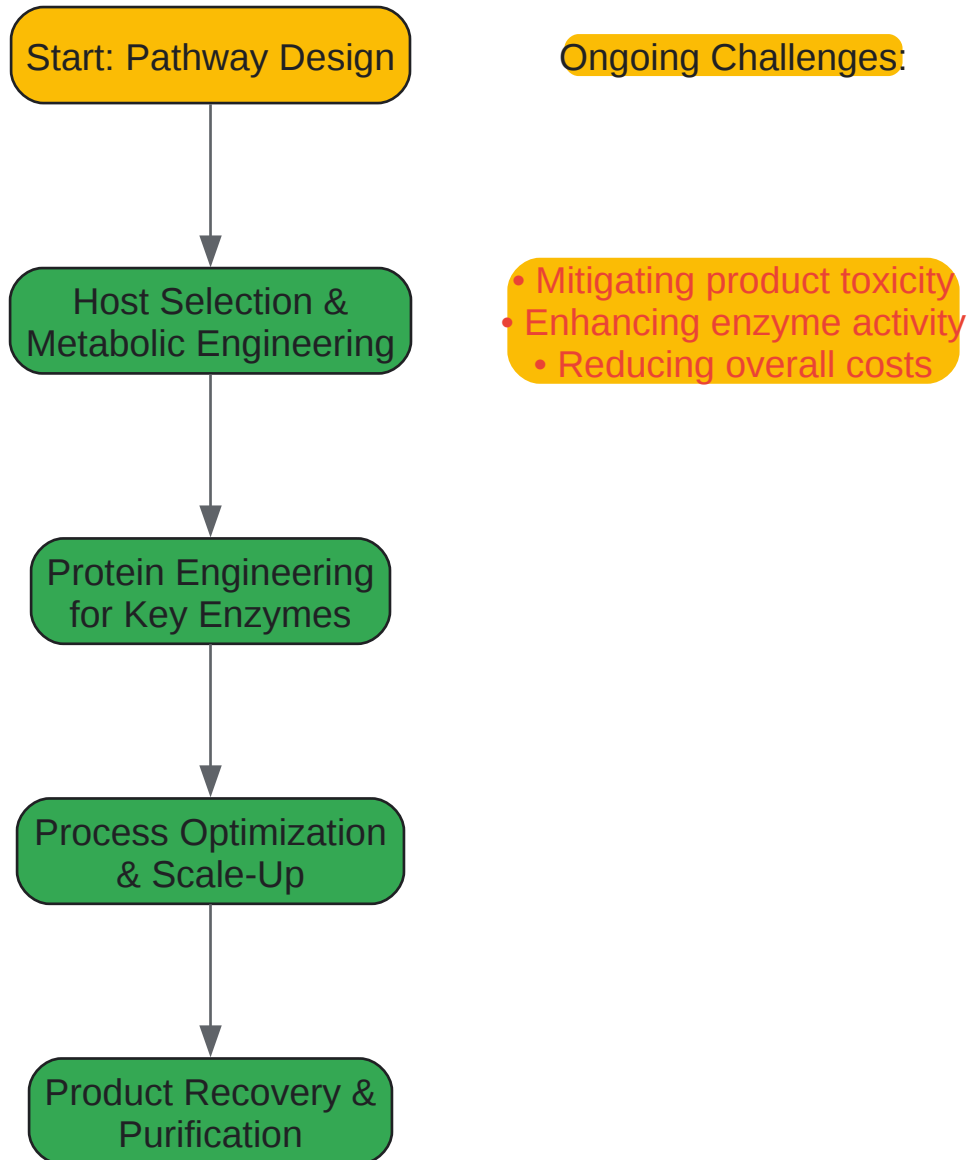 Start: Pathway Design
Ongoing Challenges:
Host Selection &
Metabolic Engineering
• Mitigating product toxicity
• Enhancing enzyme activity
• Reducing overall costs
Protein Engineering
for Key Enzymes
Process Optimization
& Scale-Up
Product Recovery &
Purification